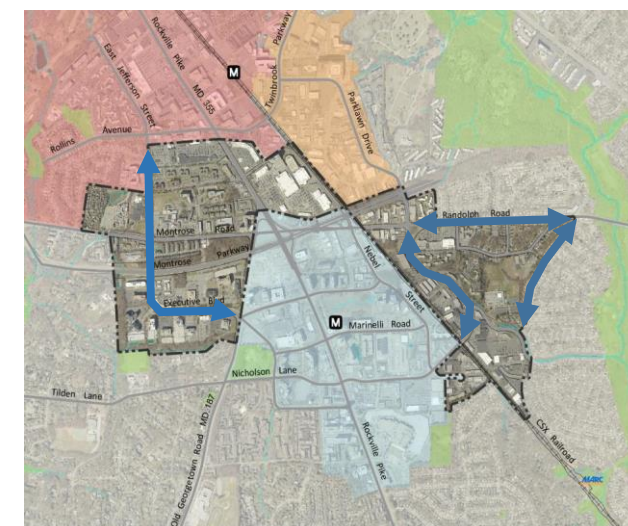 East Jefferson Street
Rockville Pike MD 355
M
Twinbrook Parkway
Parklawn Drive
Rollins Avenue
Randolph Road
Montrose Road
Montrose Parkway
Nebel Street
Executive Blvd
M
Marinelli Road
Nicholson Lane
Tilden Lane
Old Georgetown Road MD 187
Rockville Pike
CSX Railroad
MARC